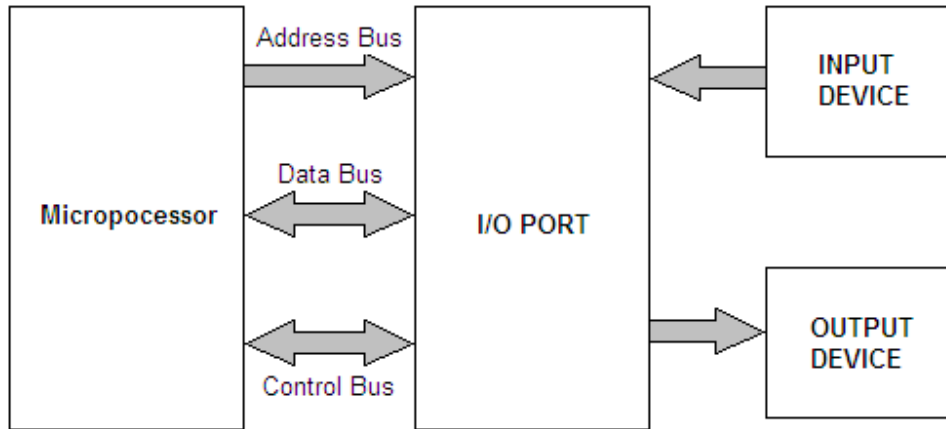 Address Bus
INPUT
DEVICE
Data Bus
Micropocessor
I/O PORT
OUTPUT
DEVICE
Control Bus